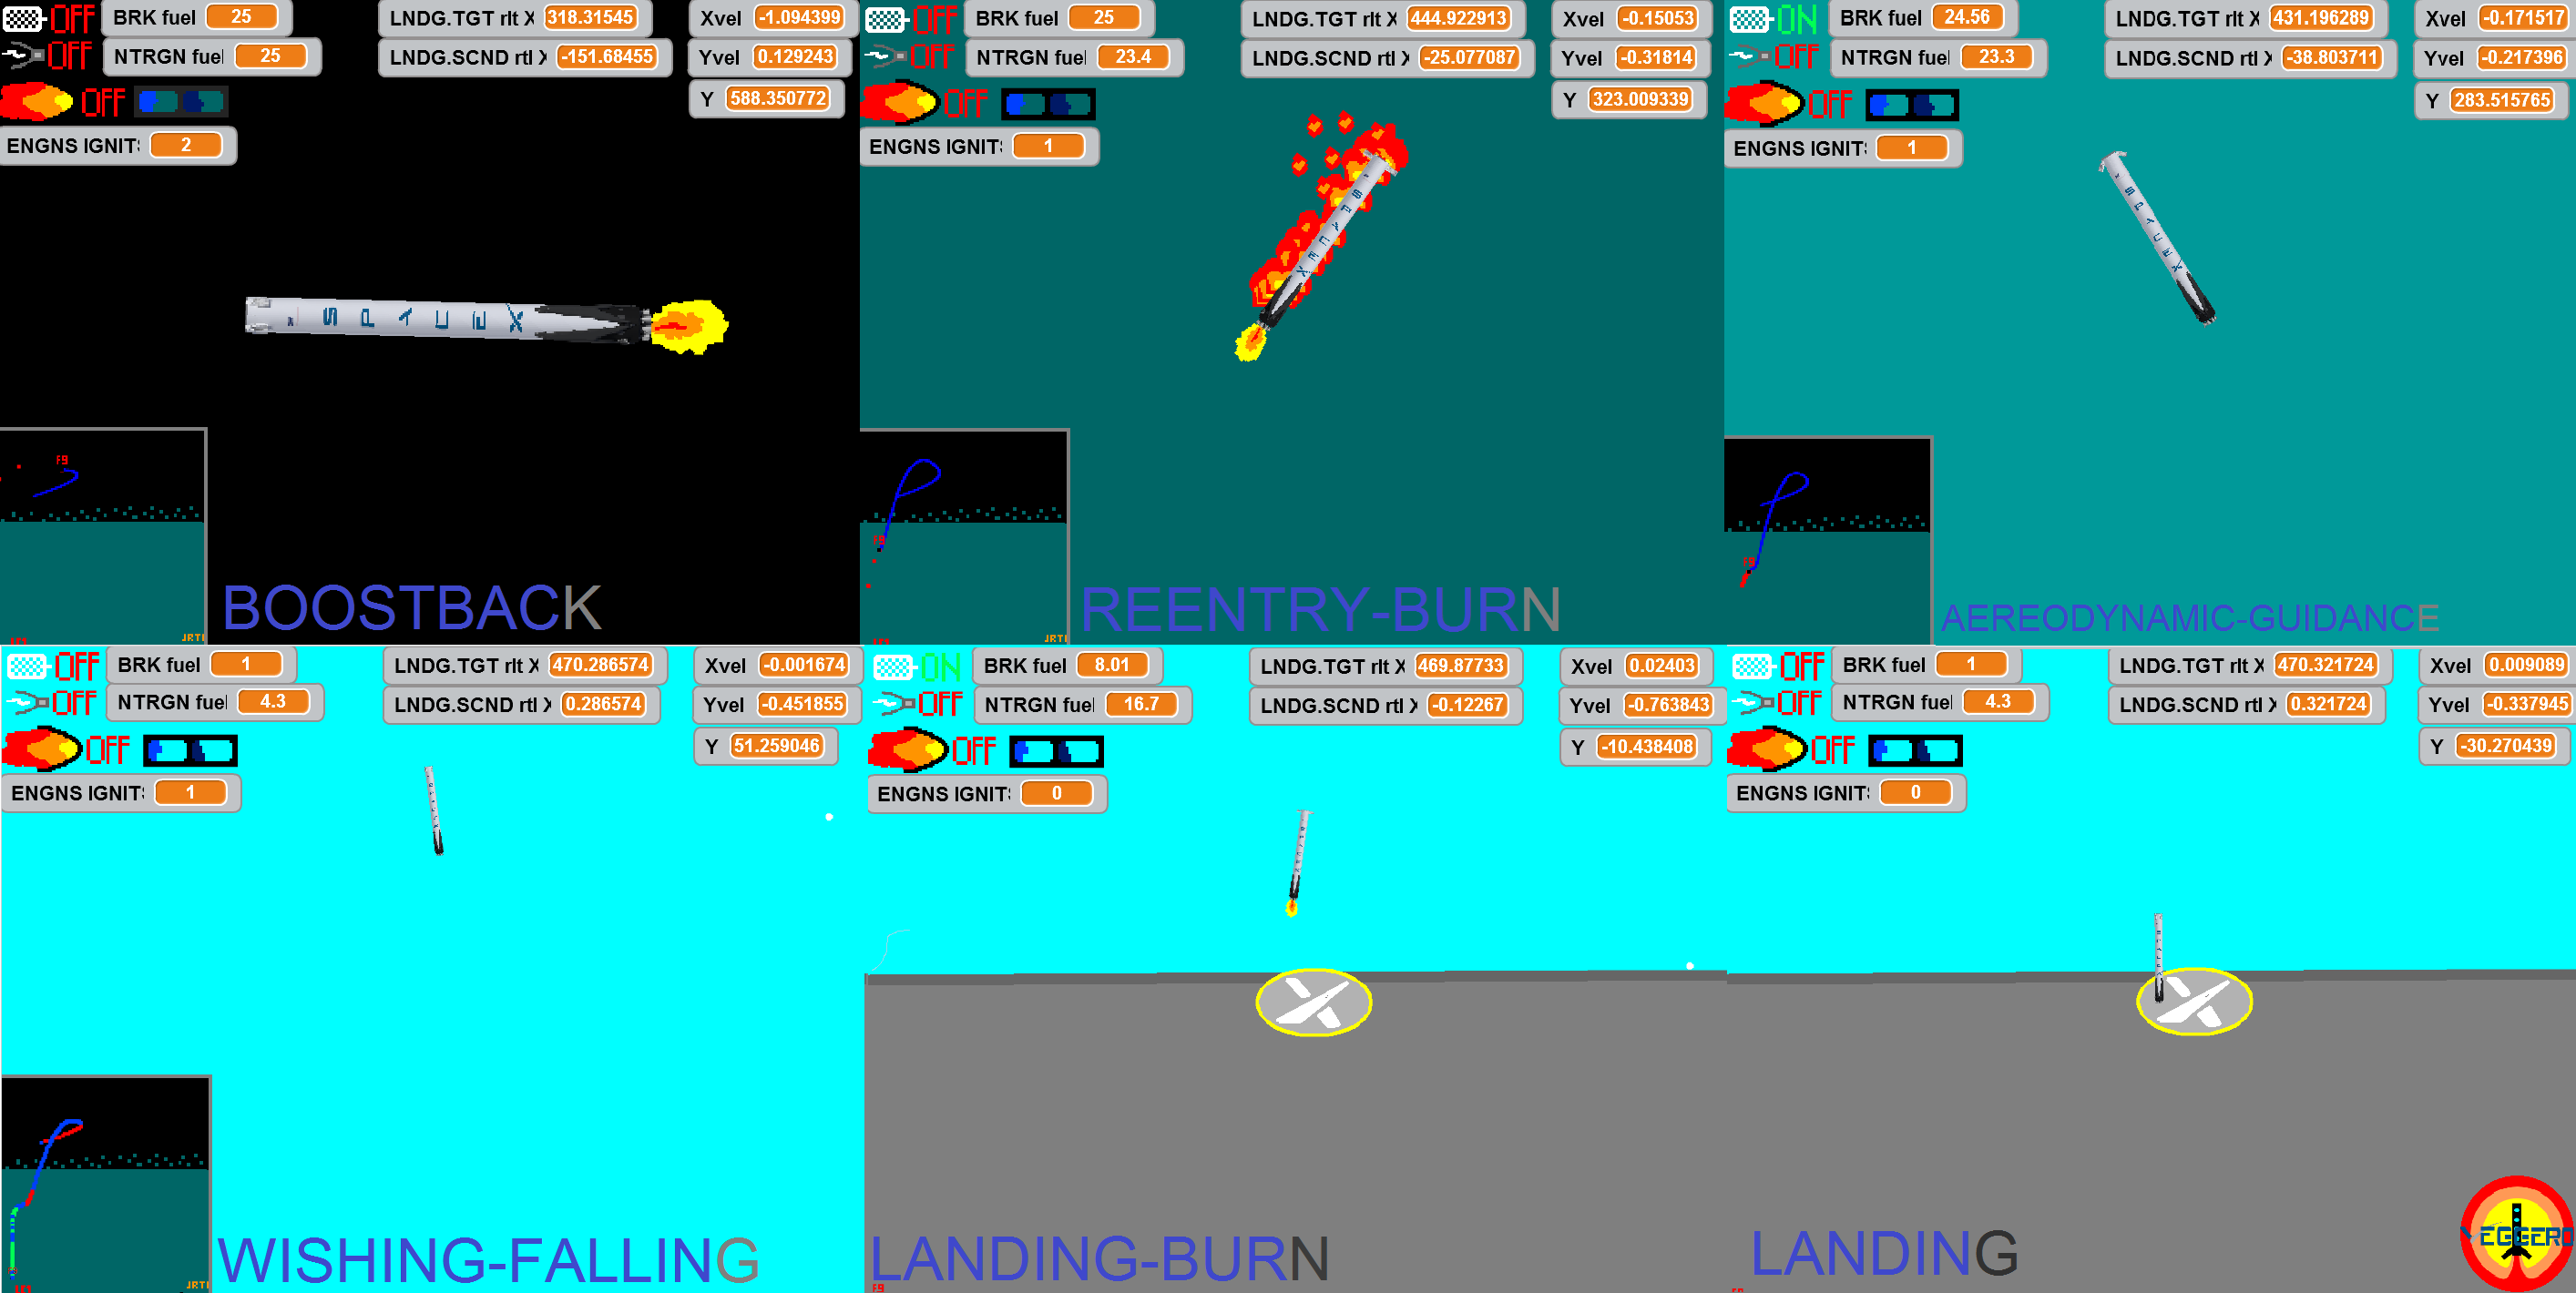 OFF BRK fuel 25 LNDG.TGT rlt X 318.31545 Xvel -1.094399
OFF NTRGN fuel 25 LNDG.SCND rtl X -151.68455 Yvel 0.129243
OFF Y 588.350772
ENGNS IGNIT: 2
SPACEX
F9
JRTI
BOOSTBACK
OFF BRK fuel 25 LNDG.TGT rlt X 444.922913 Xvel -0.15053
OFF NTRGN fuel 23.4 LNDG.SCND rtl X -25.077087 Yvel -0.31814
OFF Y 323.009339
ENGNS IGNIT: 1
SPACEX
F9
JRTI
REENTRY-BURN
ON BRK fuel 24.56 LNDG.TGT rlt X 431.196289 Xvel -0.171517
OFF NTRGN fuel 23.3 LNDG.SCND rtl X -38.803711 Yvel -0.217396
OFF Y 283.515765
ENGNS IGNIT: 1
SPACEX
F9
AEREODYNAMIC-GUIDANCE
OFF BRK fuel 1 LNDG.TGT rlt X 470.286574 Xvel -0.001674
OFF NTRGN fuel 4.3 LNDG.SCND rtl X 0.286574 Yvel -0.451855
OFF Y 51.259046
ENGNS IGNIT: 1
JRTI
WISHING-FALLING
ON BRK fuel 8.01 LNDG.TGT rlt X 469.87733 Xvel 0.02403
OFF NTRGN fuel 16.7 LNDG.SCND rtl X -0.12267 Yvel -0.763843
OFF Y -10.438408
ENGNS IGNIT: 0
LANDING-BURN
F9
OFF BRK fuel 1 LNDG.TGT rlt X 470.321724 Xvel 0.009089
OFF NTRGN fuel 4.3 LNDG.SCND rtl X 0.321724 Yvel -0.337945
OFF Y -30.270439
ENGNS IGNIT: 0
LANDING